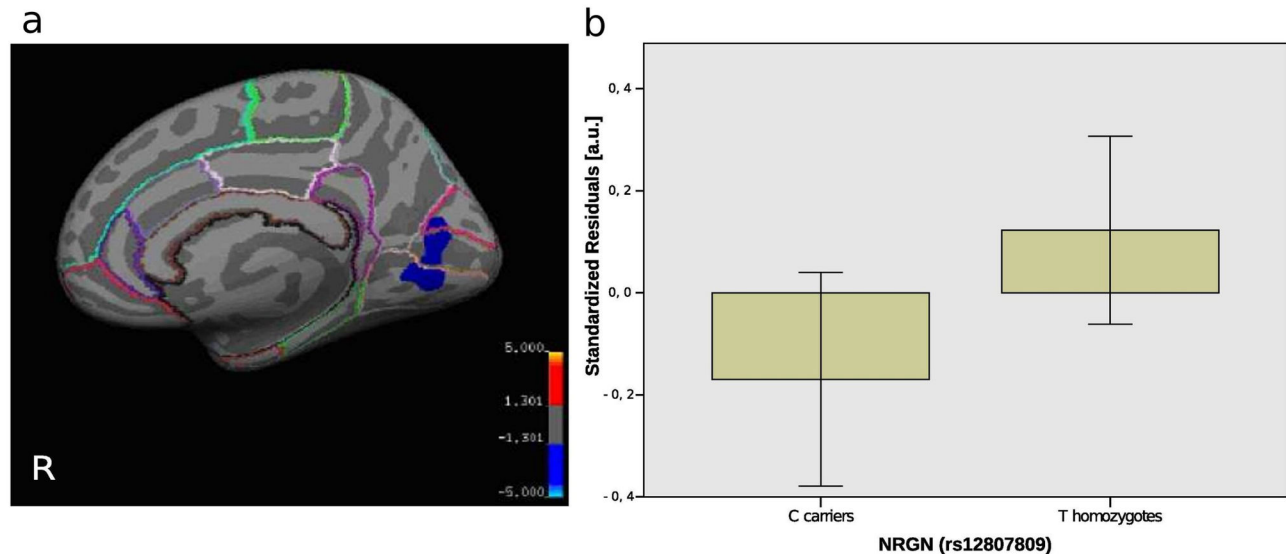 a
R
5.000
1.301
-1.301
-5.000
b
Standardized Residuals [a.u.]
0,4
0,2
0,0
-0,2
-0,4
C carriers
T homozygotes
NRGN (rs12807809)